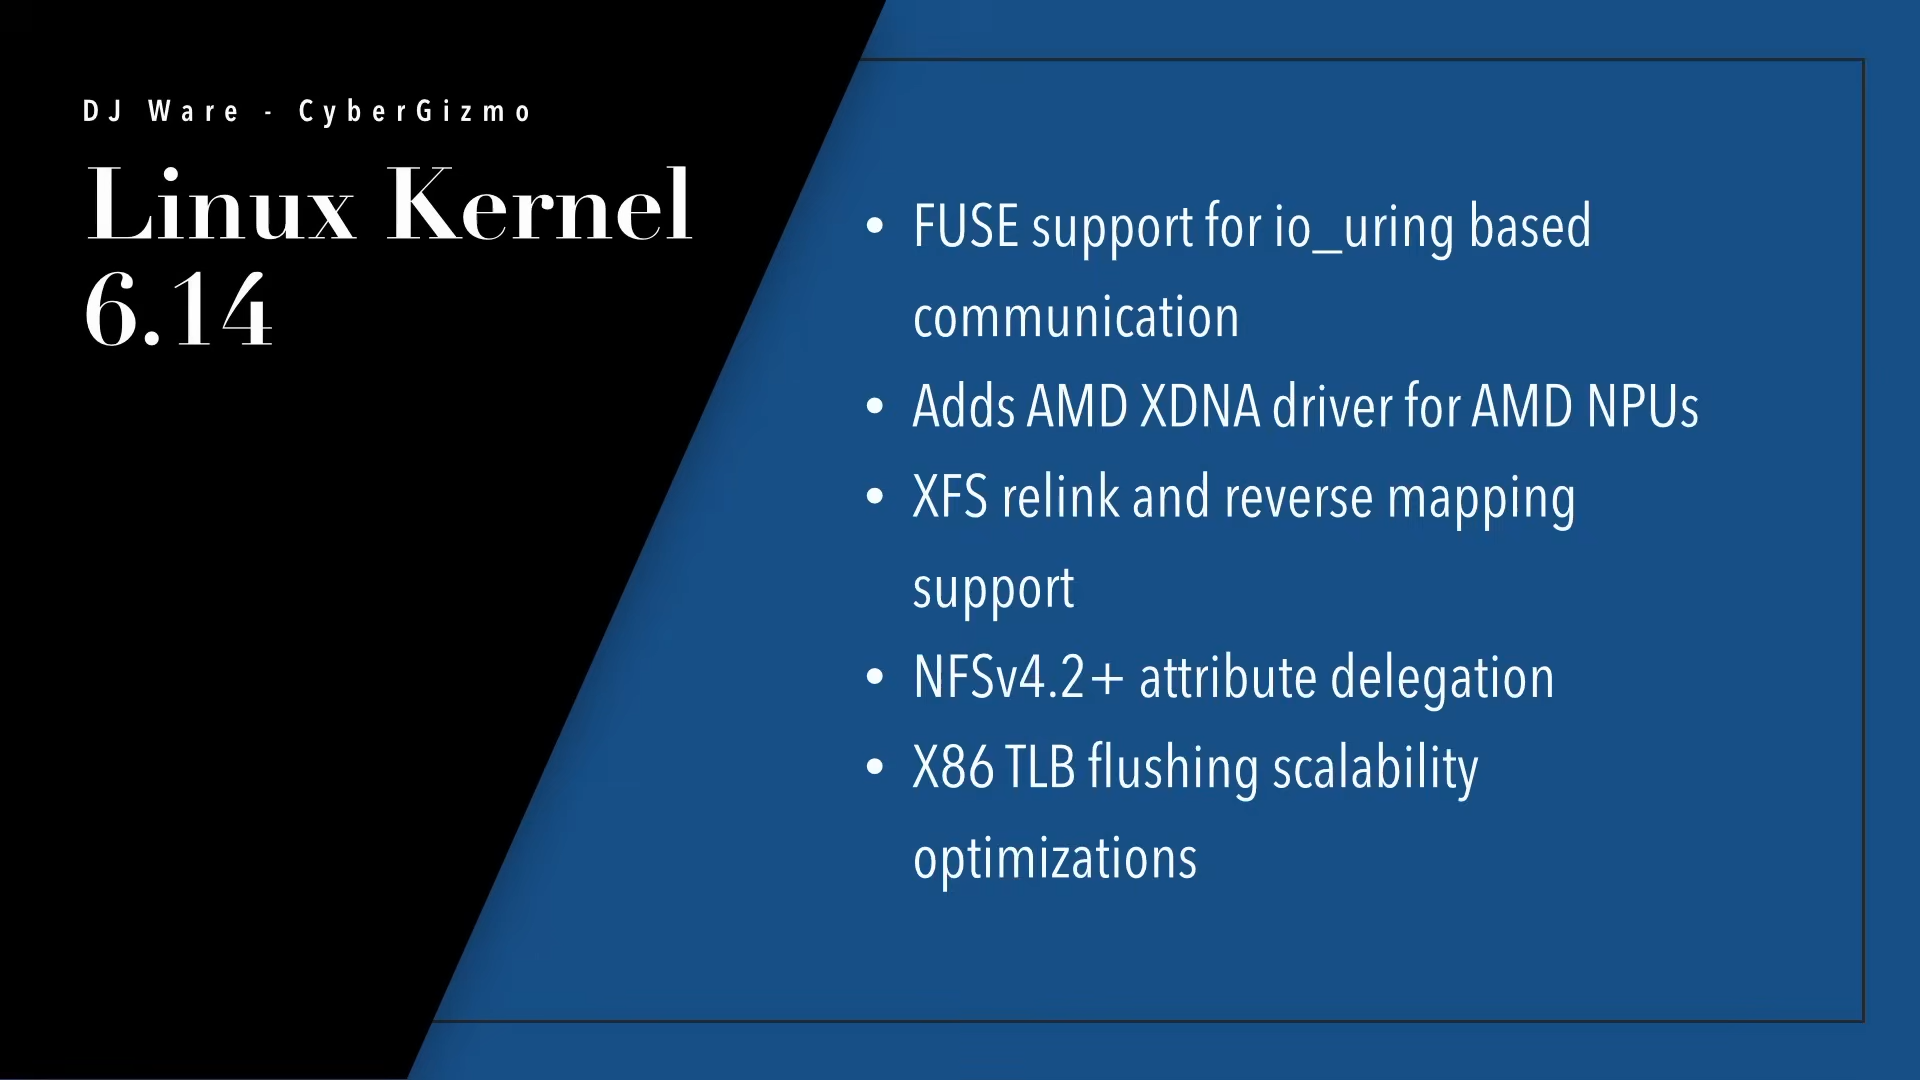 DJ Ware - CyberGizmo
Linux Kernel
6.14
• FUSE support for io_uring based
communication
• Adds AMD XDNA driver for AMD NPUs
• XFS relink and reverse mapping
support
• NFSv4.2+ attribute delegation
• X86 TLB flushing scalability
optimizations